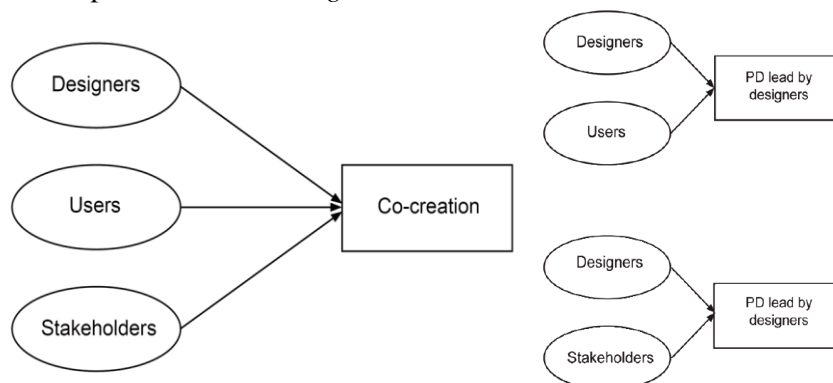 Designers
Users
Stakeholders
Co-creation
Designers
Users
PD lead by
designers
Designers
Stakeholders
PD lead by
designers